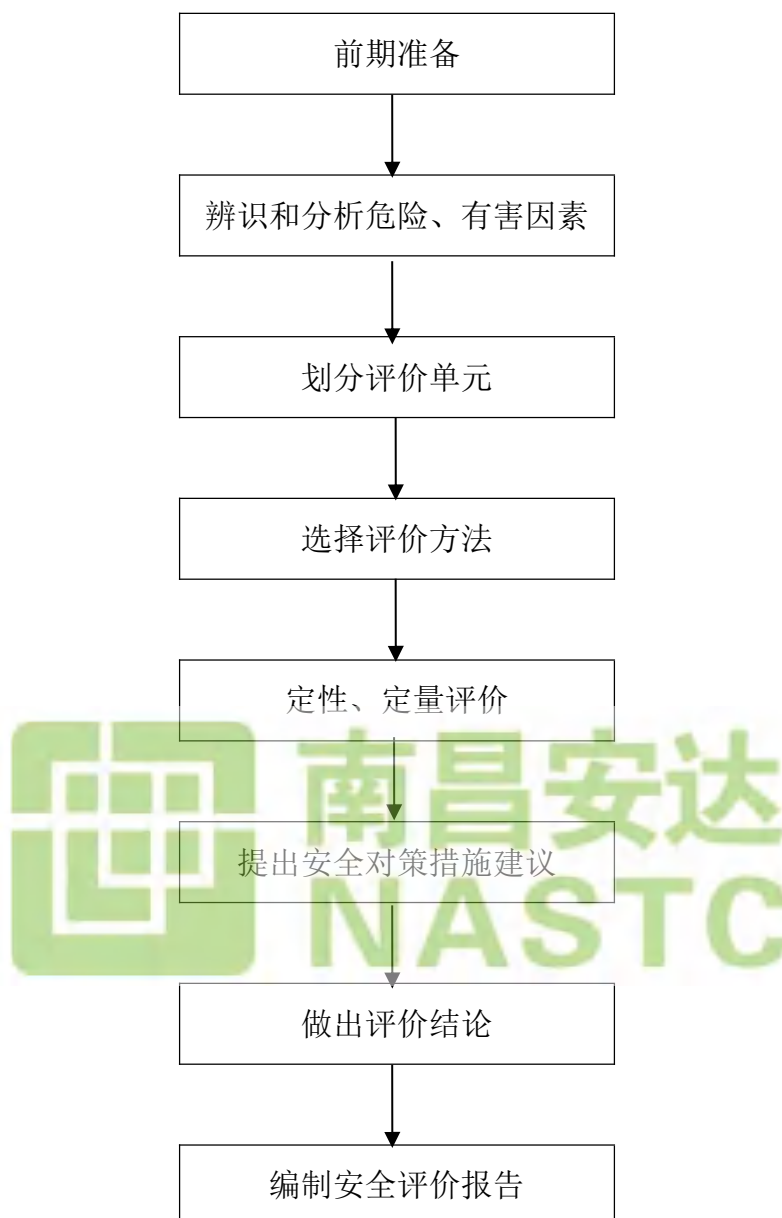 前期准备
辨识和分析危险、有害因素
划分评价单元
选择评价方法
定性、定量评价
南昌安达
提出安全对策措施建议
NASTC
做出评价结论
编制安全评价报告